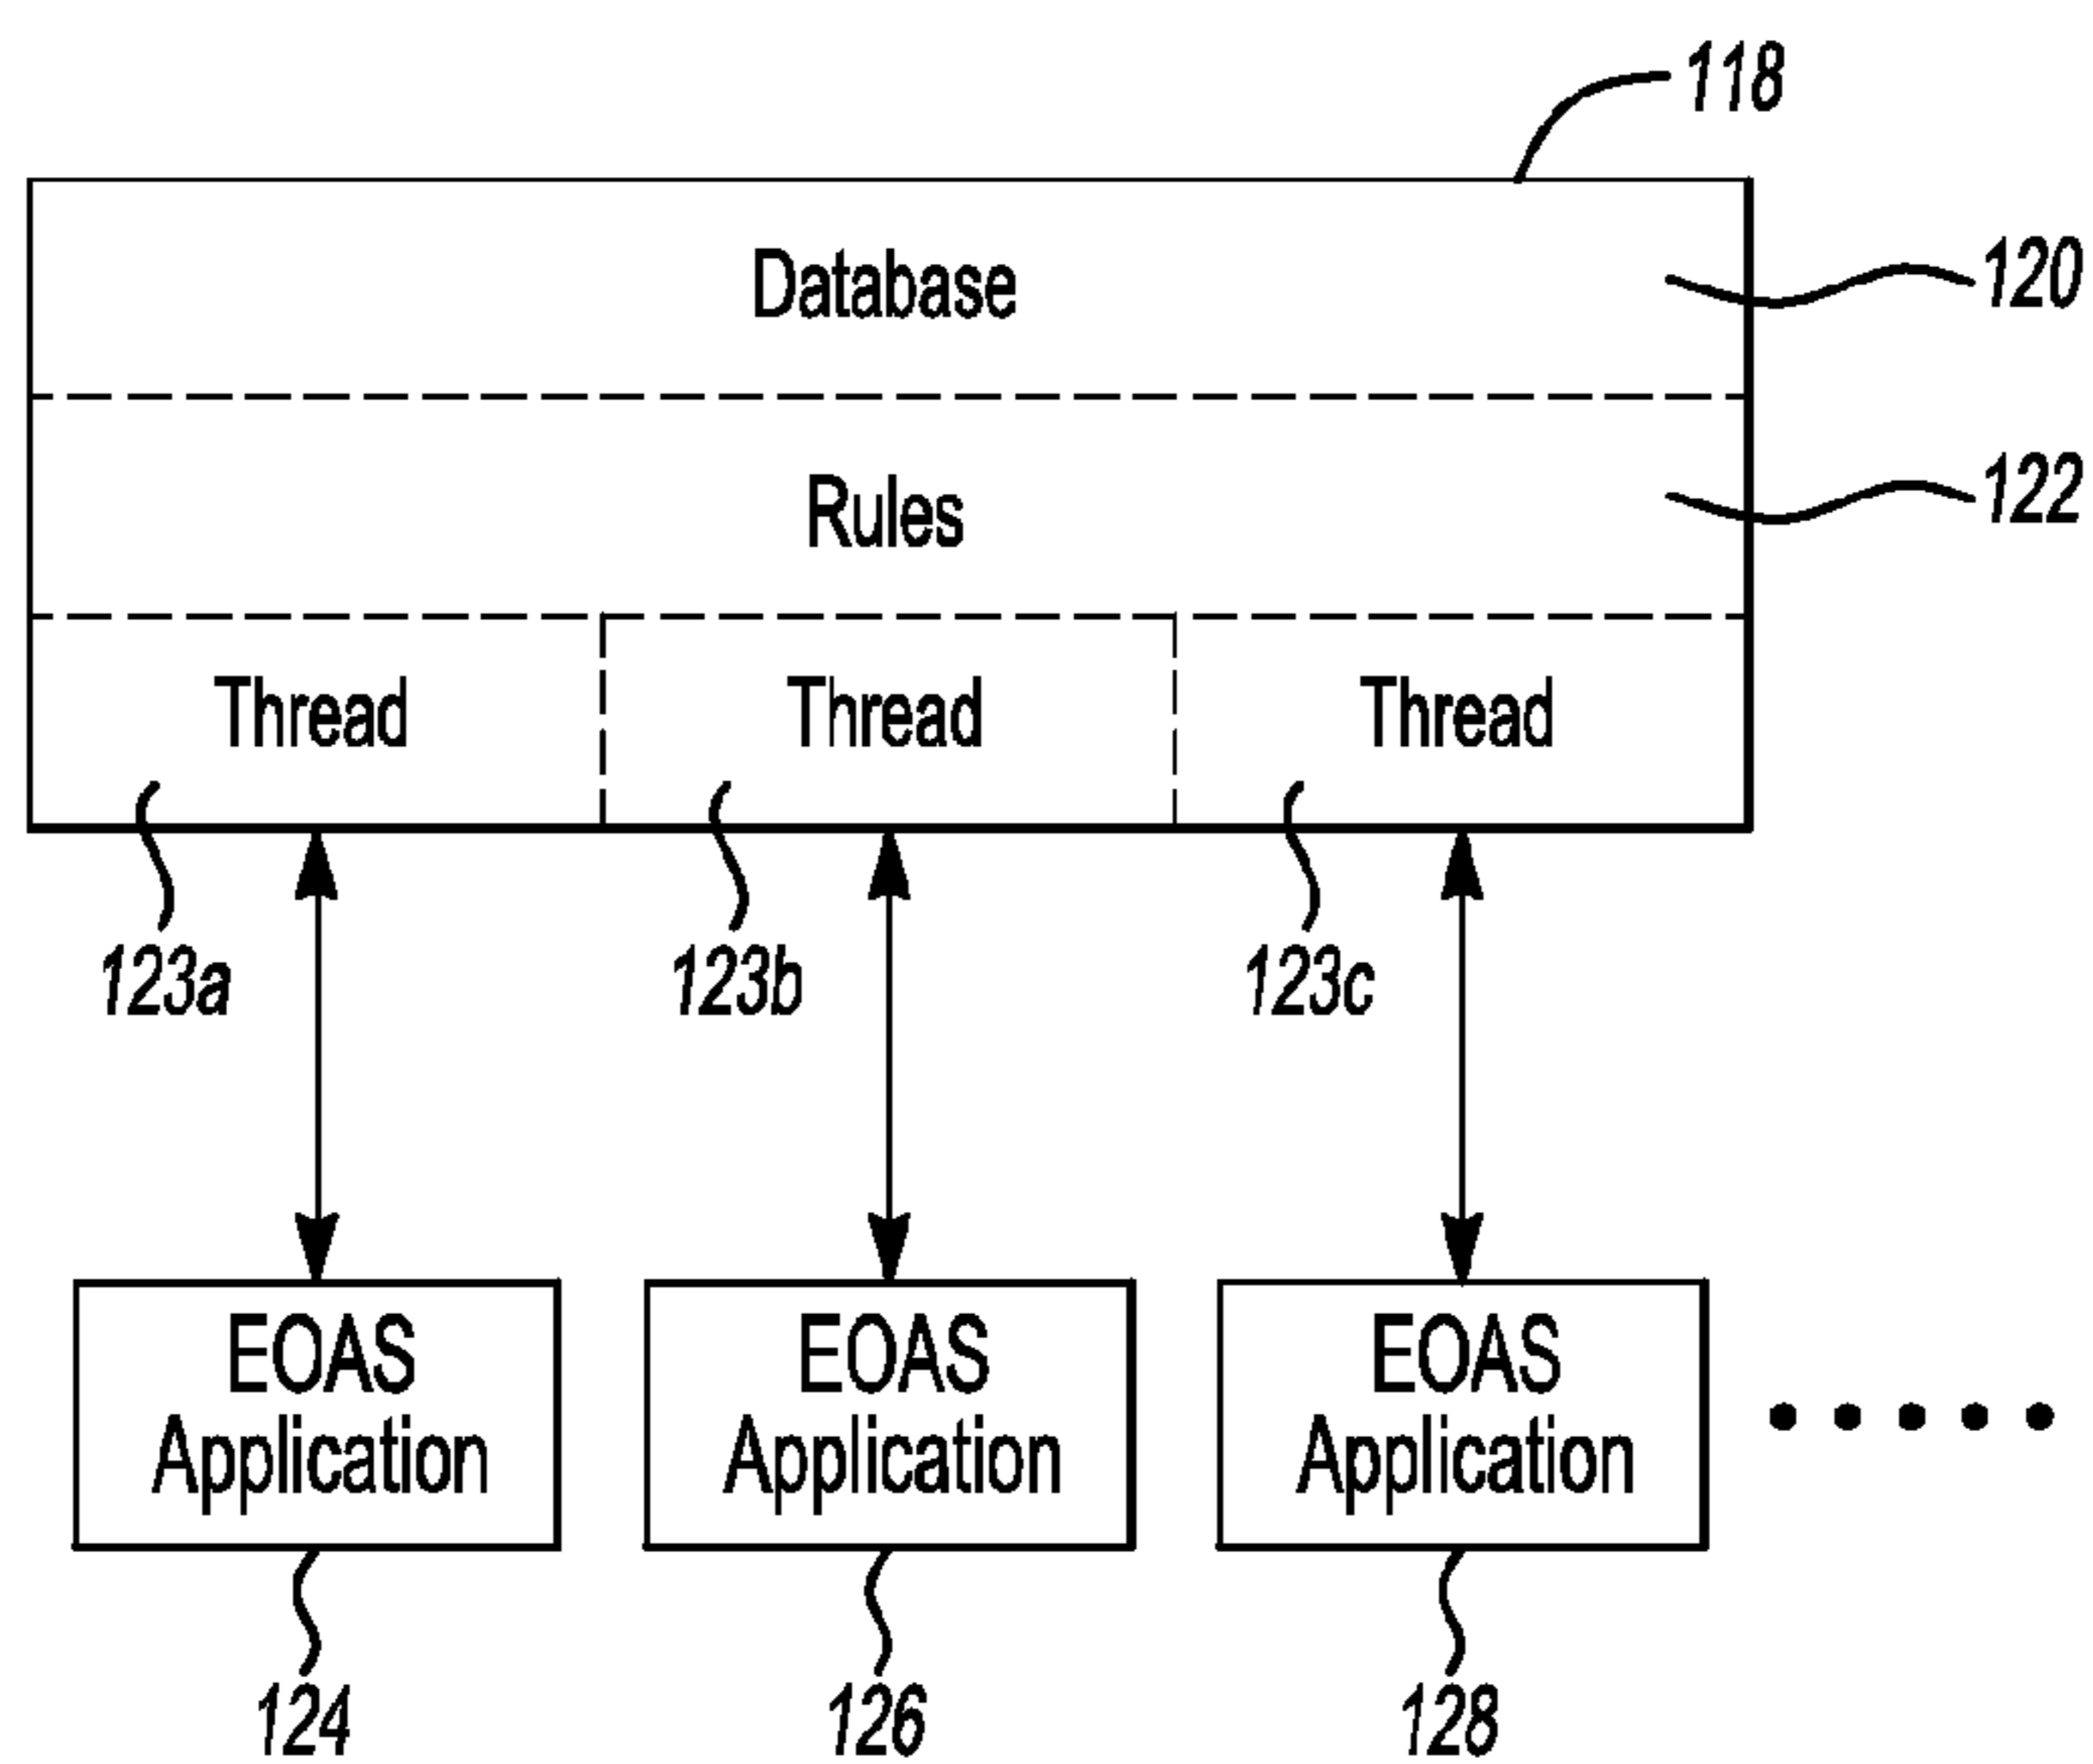 118
Database
120
Rules
122
Thread Thread Thread
123a 123b 123c
EOAS EOAS EOAS
Application Application Application
124 126 128